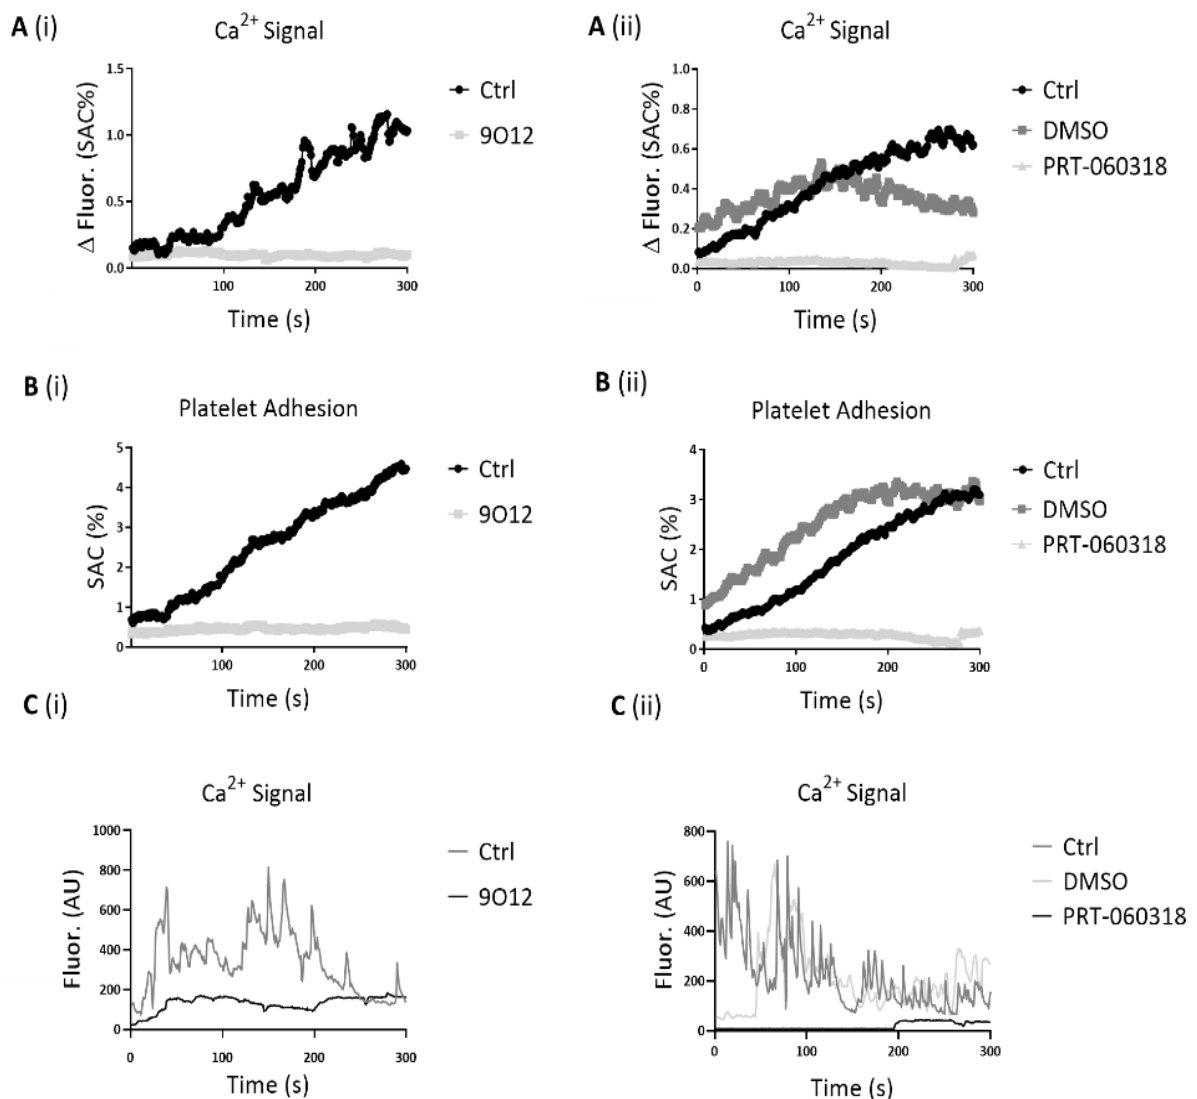 A (i)
Ca2+ Signal
1.5
1.0
0.5
0.0
Δ Fluor. (SAC%)
100
200
300
Time (s)
Ctrl
9O12
A (ii)
Ca2+ Signal
1.0
0.8
0.6
0.4
0.2
0.0
Δ Fluor. (SAC%)
0
100
200
300
Time (s)
Ctrl
DMSO
PRT-060318
B (i)
Platelet Adhesion
5
4
3
2
1
0
SAC (%)
100
200
300
Time (s)
Ctrl
9O12
B (ii)
Platelet Adhesion
4
3
2
1
0
SAC (%)
0
100
200
300
Time (s)
Ctrl
DMSO
PRT-060318
C (i)
Ca2+ Signal
1000
800
600
400
200
0
Fluor. (AU)
0
100
200
300
Time (s)
Ctrl
9O12
C (ii)
Ca2+ Signal
800
600
400
200
0
Fluor. (AU)
0
100
200
300
Time (s)
Ctrl
DMSO
PRT-060318